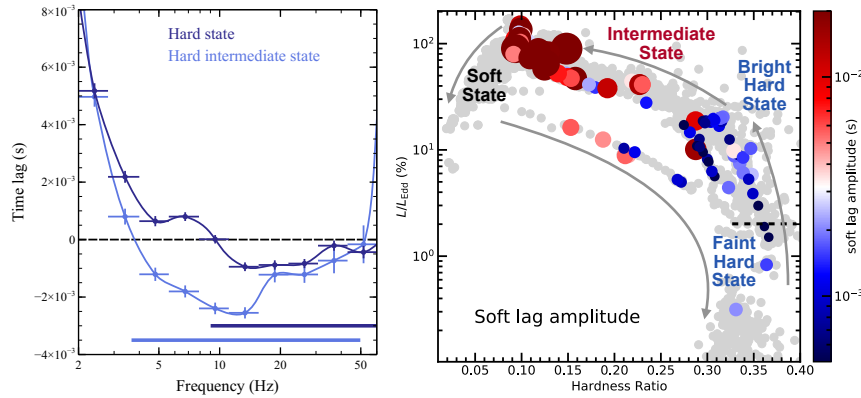 Hard state
Hard intermediate state
8×10⁻³
6×10⁻³
4×10⁻³
2×10⁻³
0
−2×10⁻³
−4×10⁻³
Time lag (s)
2 5 10 20 50
Frequency (Hz)
Intermediate
State
Soft
State
Bright
Hard
State
Faint
Hard
State
Soft lag amplitude
10²
10¹
10⁰
L/L_Edd (%)
0.05 0.10 0.15 0.20 0.25 0.30 0.35 0.40
Hardness Ratio
10⁻²
10⁻³
soft lag amplitude (s)